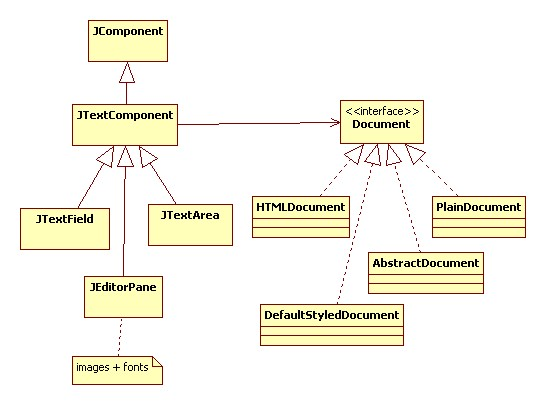 JComponent
JTextComponent
<<interface>>
Document
JTextField
JTextArea
HTMLDocument
PlainDocument
AbstractDocument
JEditorPane
DefaultStyledDocument
images + fonts